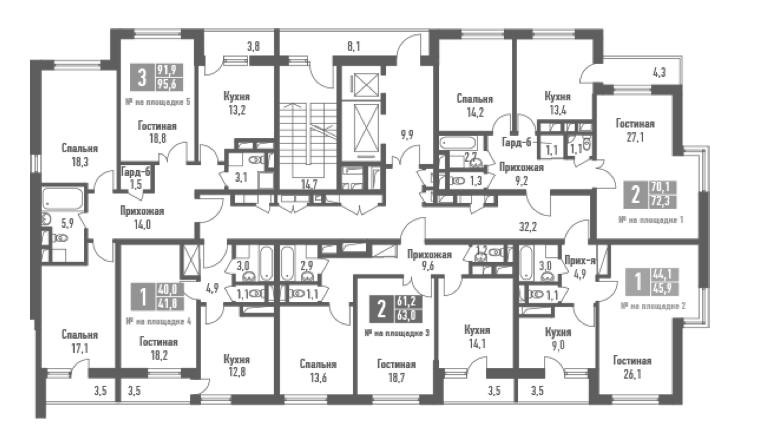 3,8
8,1
3
91,9
95,6
№ на площадке 5
Гостиная
18,8
Кухня
13,2
Спальня
18,3
Гард-б
1,5
3,1
14,7
9,9
Спальня
14,2
Кухня
13,4
4,3
Гостиная
27,1
Гард-б
1,1
1,1
2,7
1,3
Прихожая
9,2
2
70,1
72,3
№ на площадке 1
5,9
Прихожая
14,0
32,2
1
40,0
41,8
№ на площадке 4
Гостиная
18,2
4,9
3,0
1,1
2,9
1,1
Прихожая
9,6
1,2
3,0
1,1
Прих-я
4,9
1
44,1
45,9
№ на площадке 2
2
61,2
63,0
№ на площадке 3
Спальня
17,1
Кухня
12,8
Спальня
13,6
Гостиная
18,7
Кухня
14,1
Кухня
9,0
Гостиная
26,1
3,5
3,5
3,5
3,5